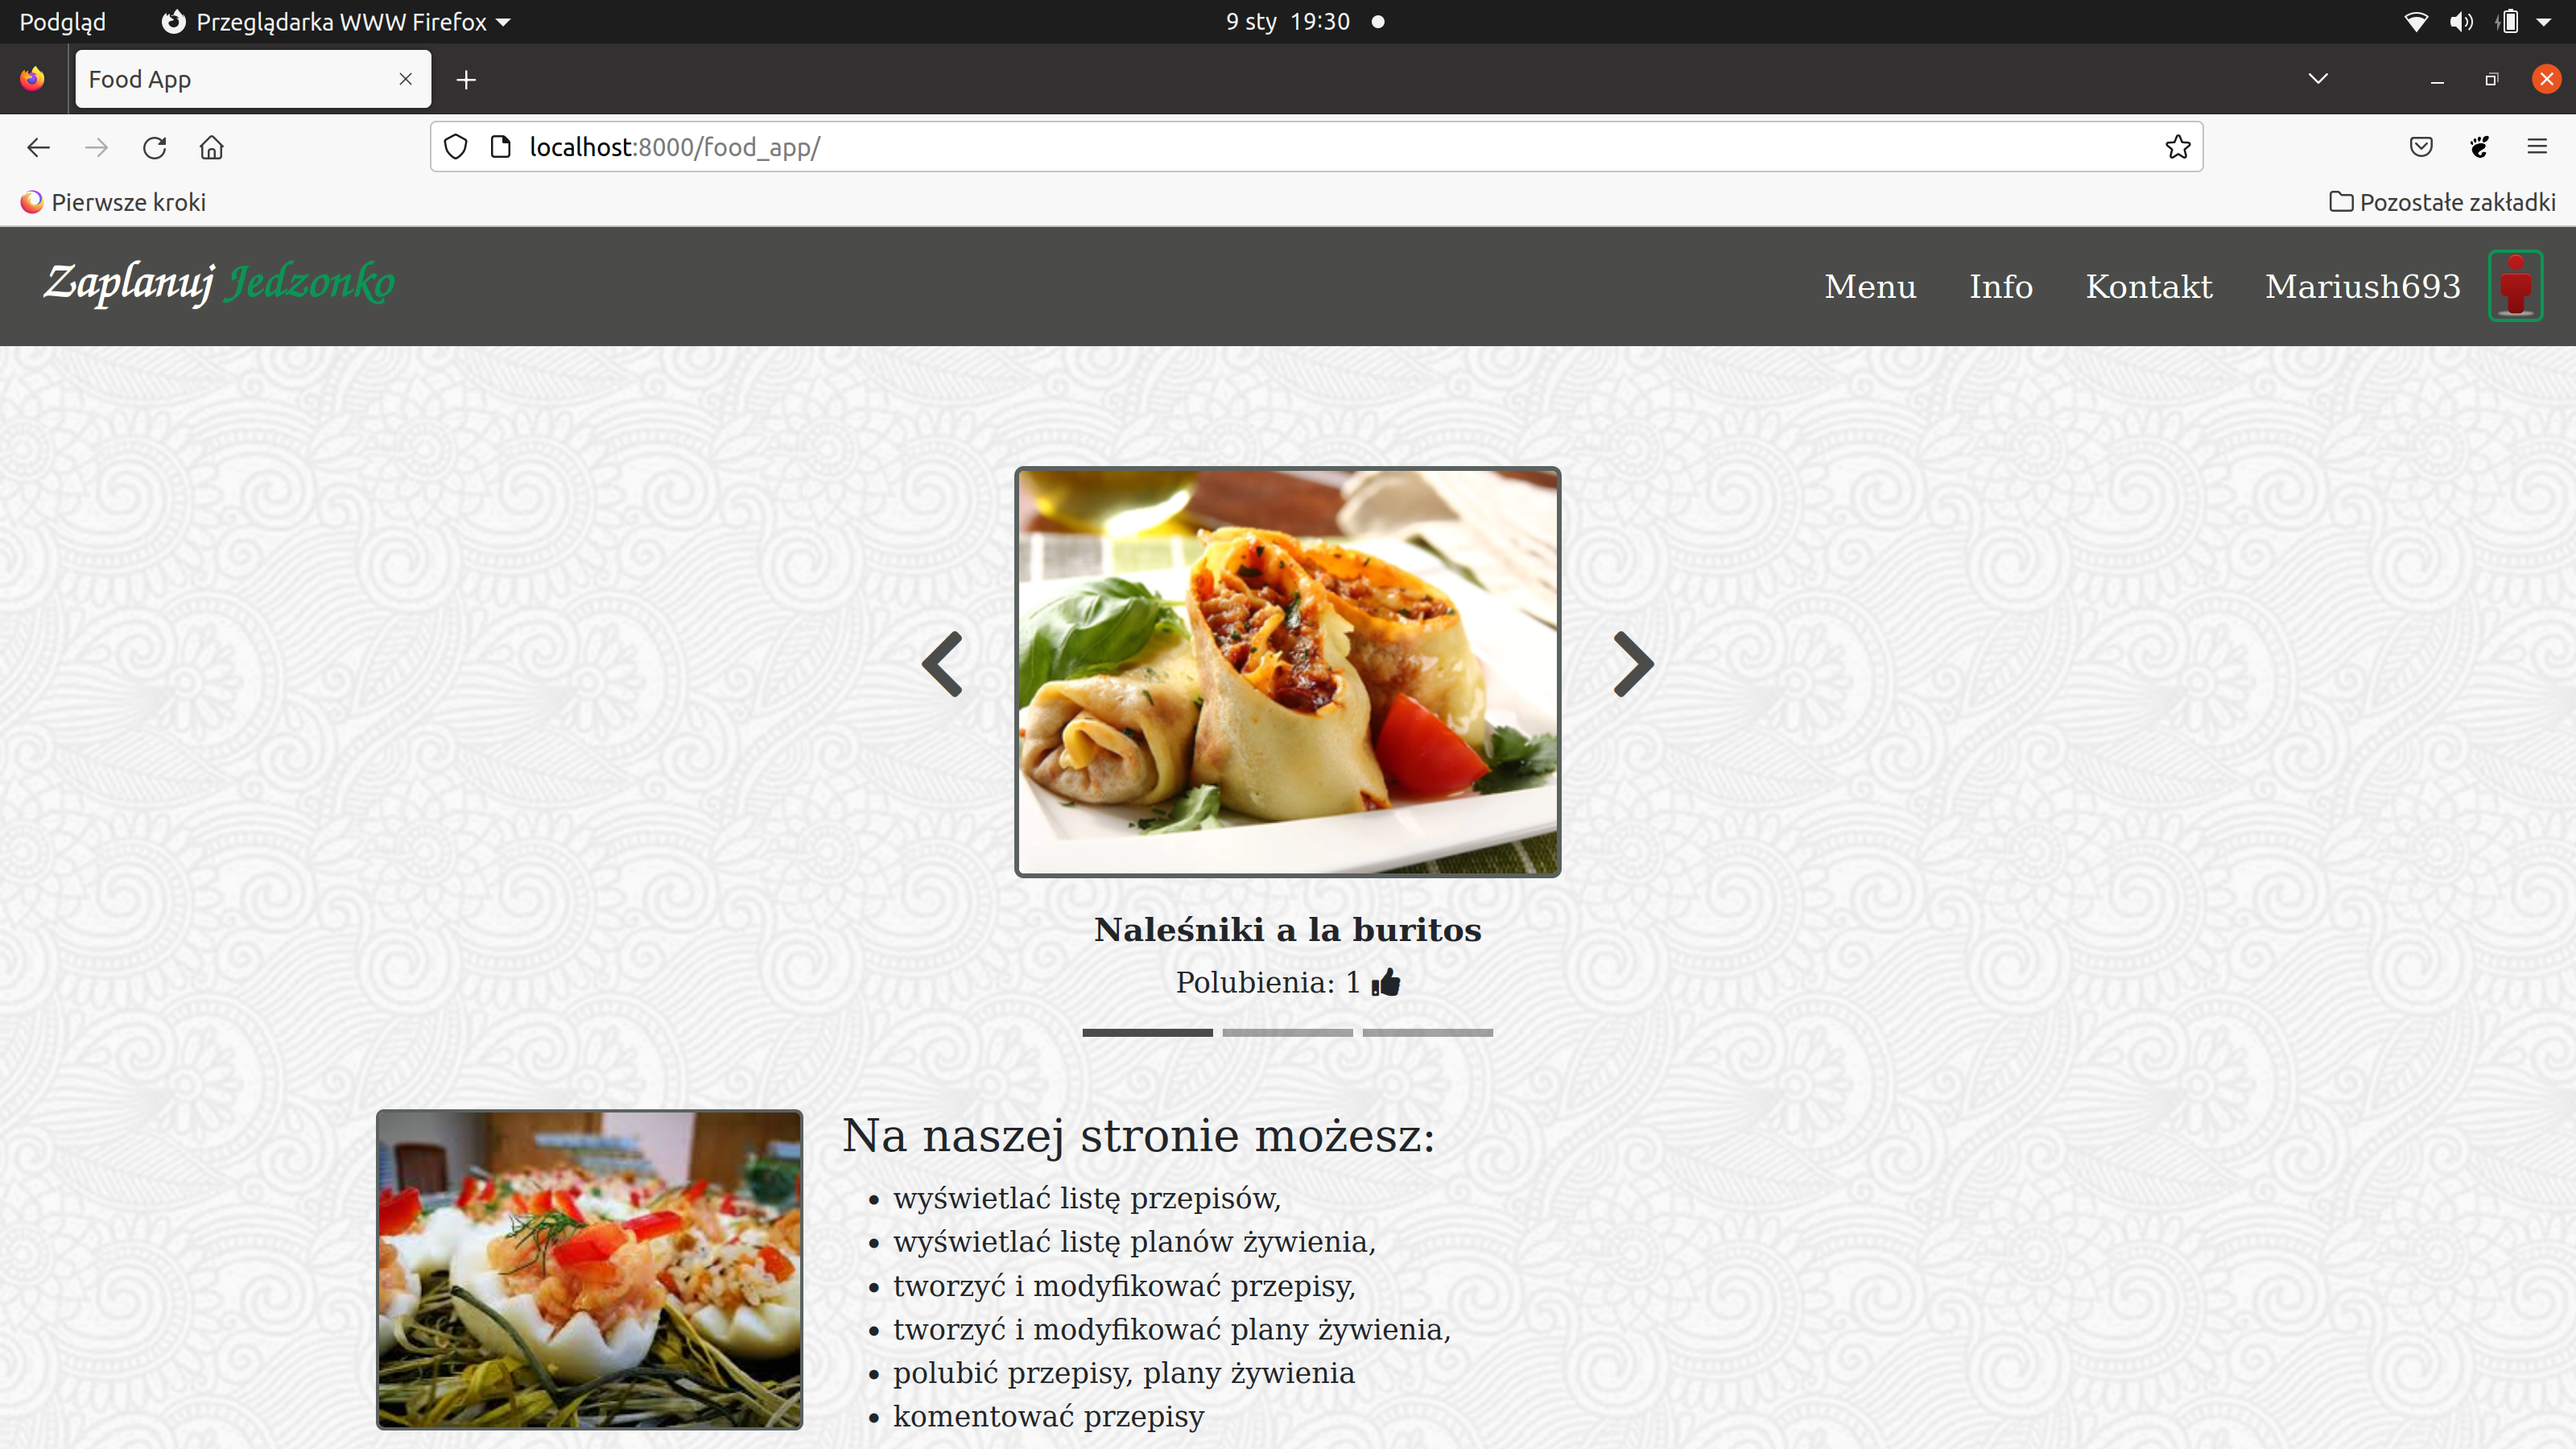 Podgląd Przeglądarka WWW Firefox 9 sty 19:30
Food App
localhost:8000/food_app/
Pierwsze kroki Pozostałe zakładki
Zaplanuj Jedzonko Menu Info Kontakt Mariush693
Naleśniki a la buritos
Polubienia: 1
Na naszej stronie możesz:
• wyświetlać listę przepisów,
• wyświetlać listę planów żywienia,
• tworzyć i modyfikować przepisy,
• tworzyć i modyfikować plany żywienia,
• polubić przepisy, plany żywienia
• komentować przepisy